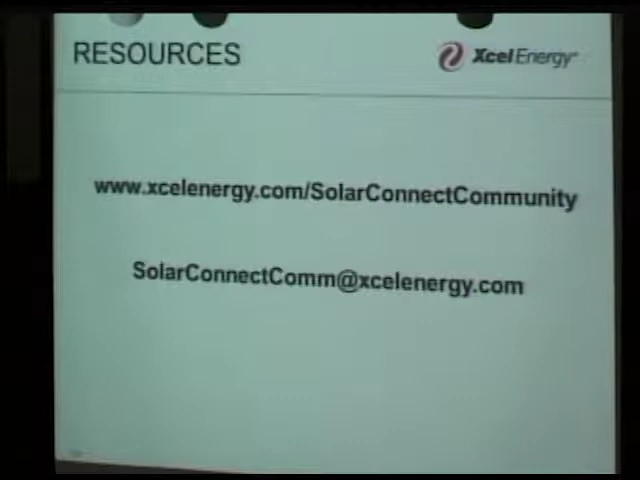 RESOURCES
Xcel Energy
www.xcelenergy.com/SolarConnectCommunity
SolarConnectComm@xcelenergy.com